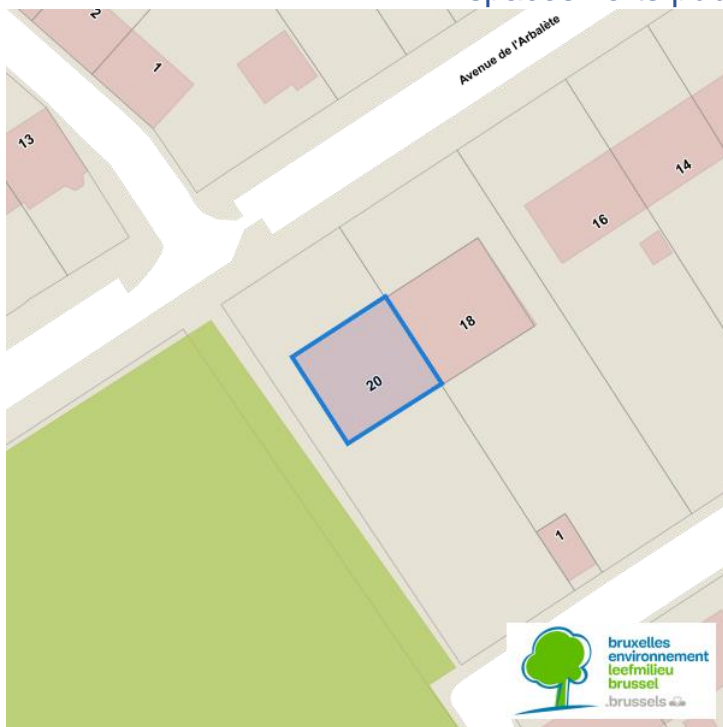 2
1
Avenue de l'Arbalète
13
14
16
18
20
1
bruxelles
environnement
leefmilieu
brussel
.brussels